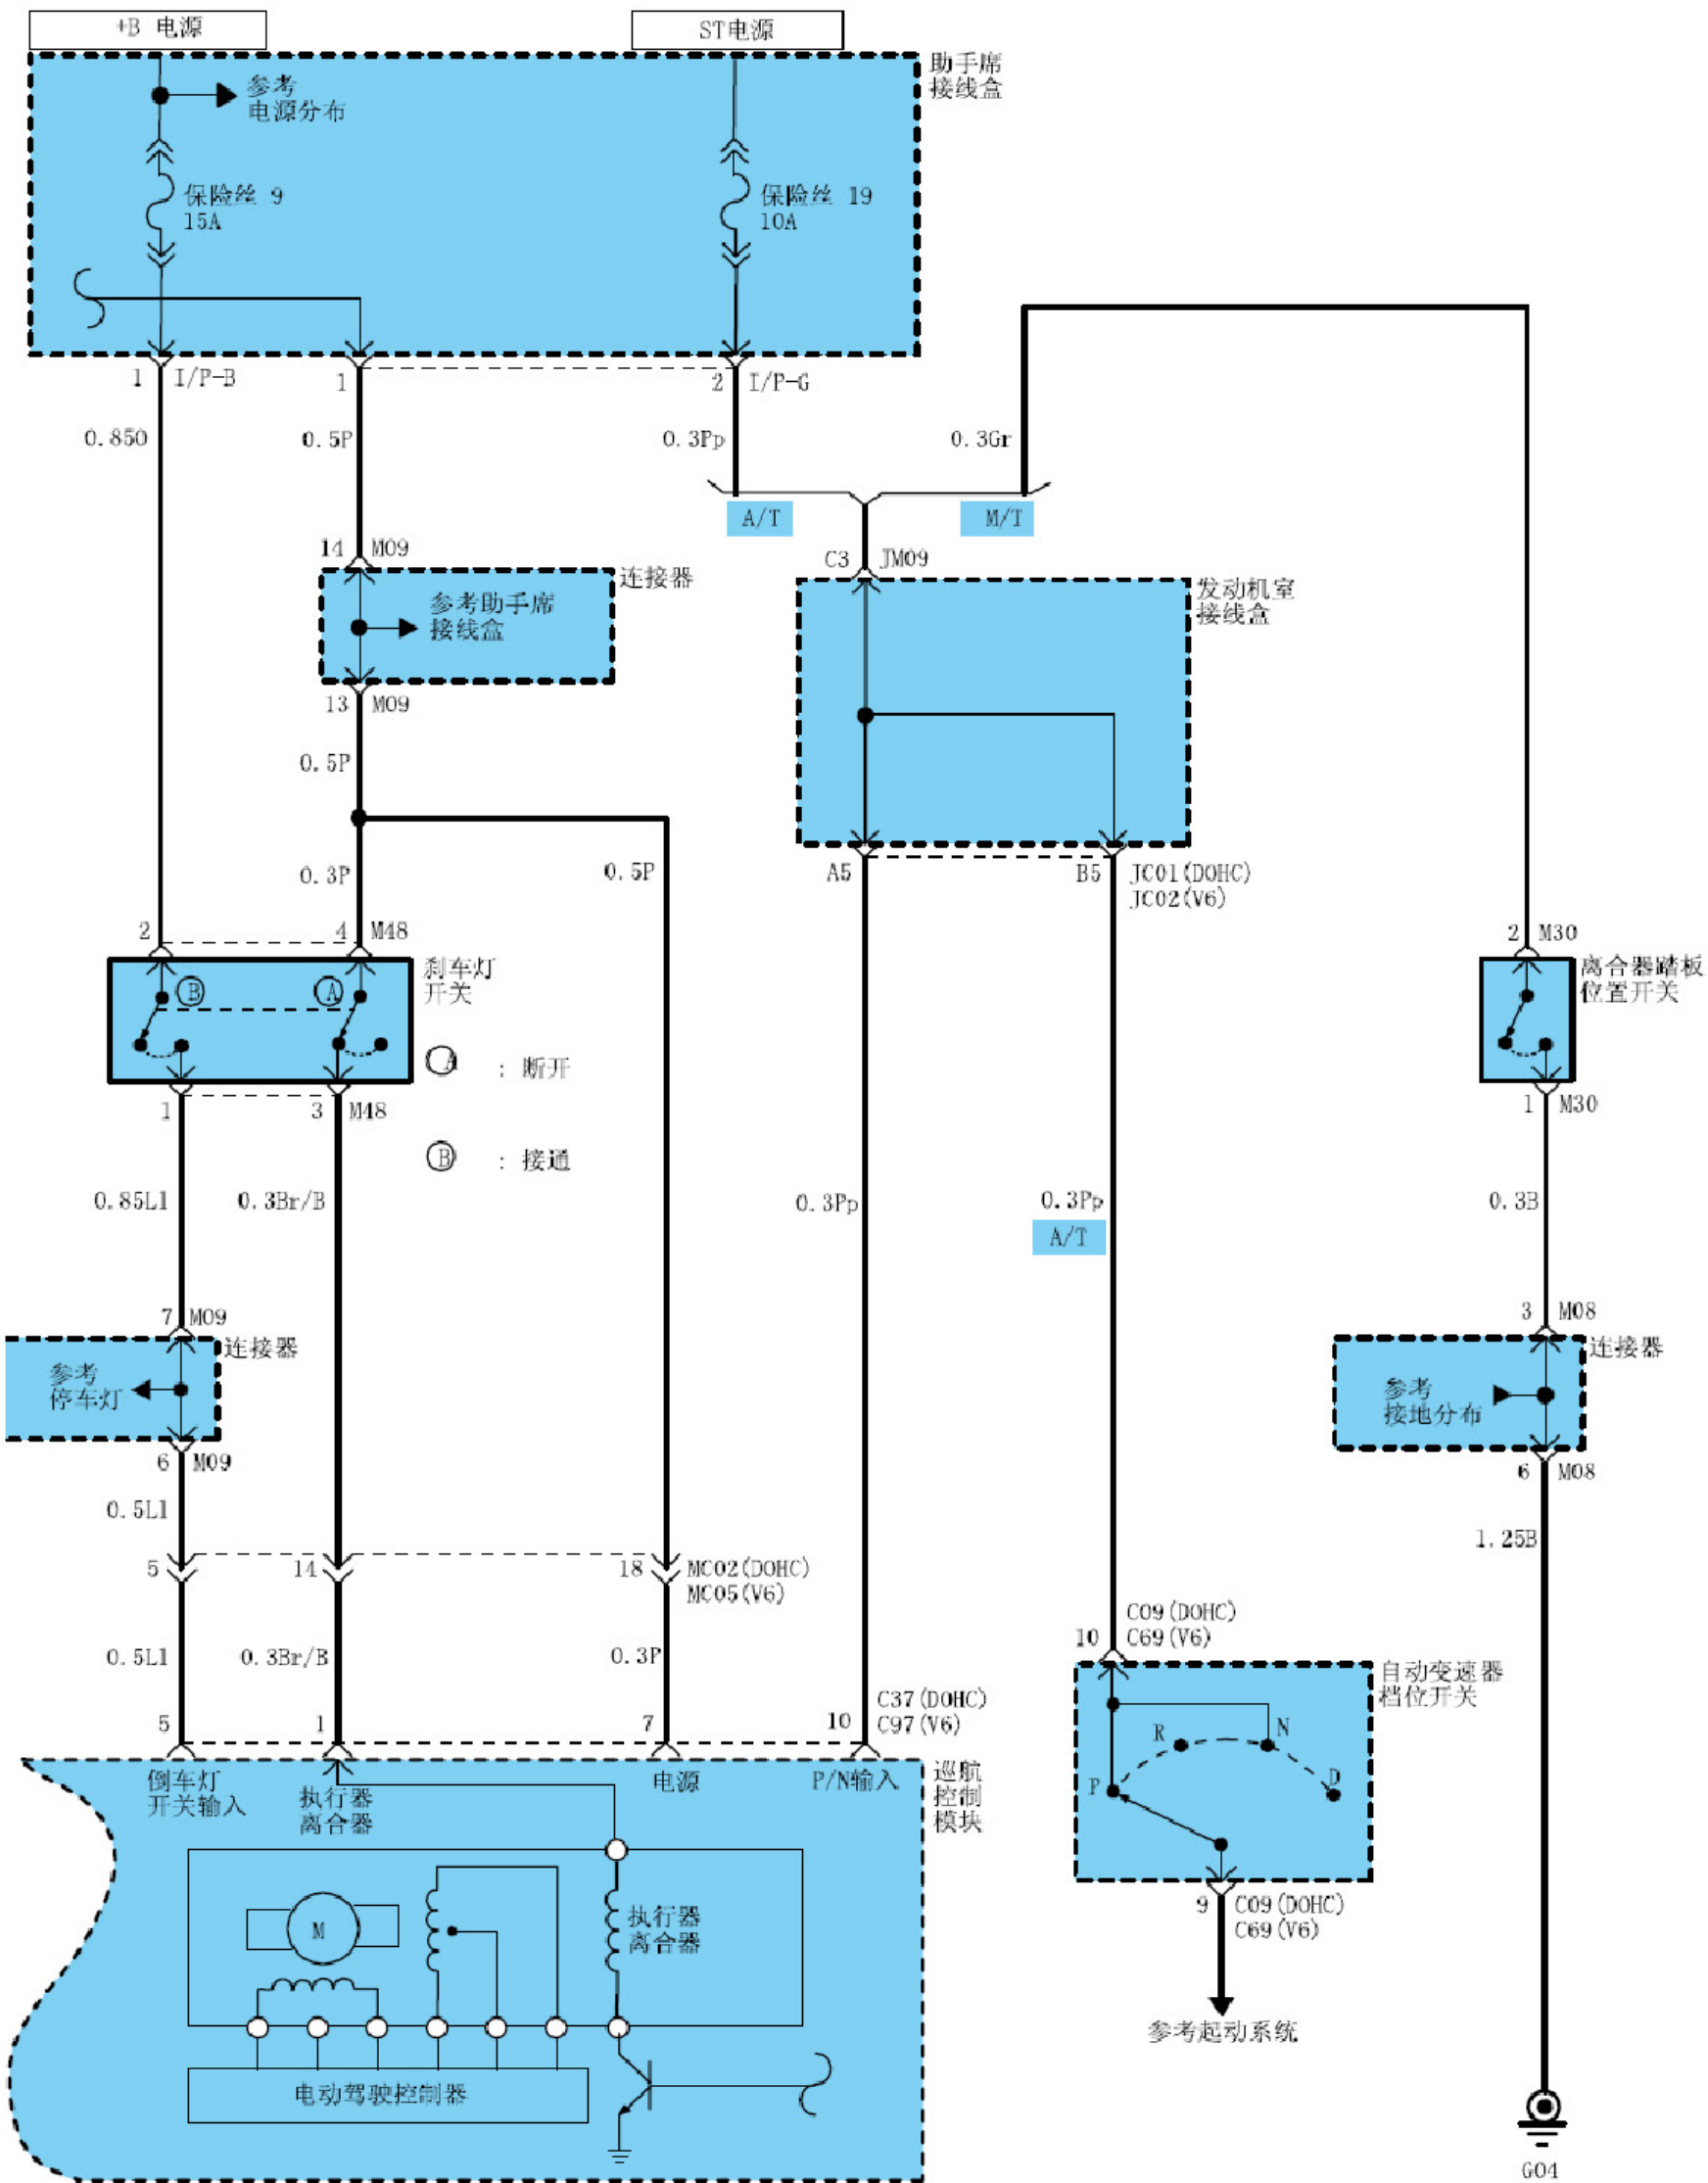 +B 电源
ST电源
助手席
接线盒
参考
电源分布
保险丝 9
15A
保险丝 19
10A
1
I/P-B
1
2
I/P-G
0.85O
0.5P
0.3Pp
0.3Gr
A/T
M/T
14
M09
连接器
参考助手席
接线盒
13
M09
C3
JM09
发动机室
接线盒
0.5P
0.3P
0.5P
A5
B5
JC01(DOHC)
JC02(V6)
2
4
M48
刹车灯
开关
B
A
A
: 断开
1
3
M48
B
: 接通
2
M30
离合器踏板
位置开关
1
M30
0.85L1
0.3Br/B
0.3Pp
0.3Pp
A/T
0.3B
7
M09
连接器
参考
停车灯
6
M09
3
M08
连接器
参考
接地分布
6
M08
0.5L1
1.25B
5
14
18
MC02(DOHC)
MC05(V6)
0.5L1
0.3Br/B
0.3P
C09(DOHC)
10
C69(V6)
自动变速器
档位开关
R
N
P
D
9
C09(DOHC)
C69(V6)
参考起动系统
5
1
7
10
C37(DOHC)
C97(V6)
倒车灯
开关输入
执行器
离合器
电源
P/N输入
巡航
控制
模块
M
执行器
离合器
电动驾驶控制器
G04